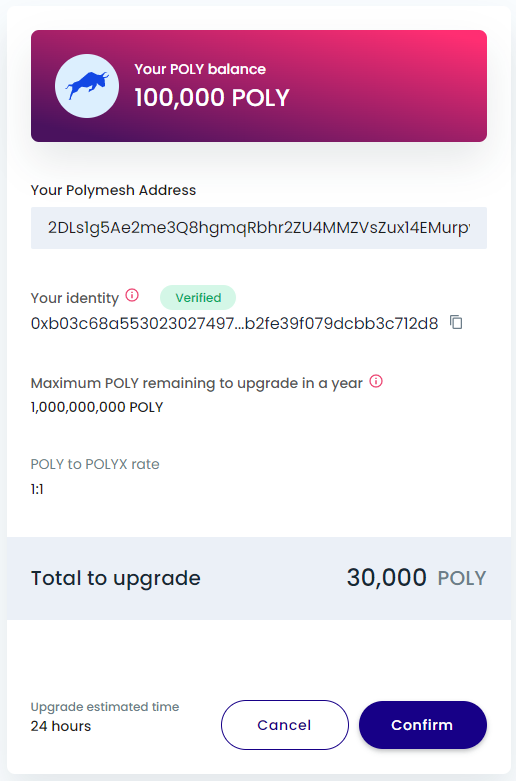 Your POLY balance
100,000 POLY
Your Polymesh Address
2DLs1g5Ae2me3Q8hgmqRbhr2ZU4MMZVsZux14EMurp
Your identity Verified
0xb03c68a553023027497...b2fe39f079dcbb3c712d8
Maximum POLY remaining to upgrade in a year
1,000,000,000 POLY
POLY to POLYX rate
1:1
Total to upgrade 30,000 POLY
Upgrade estimated time
24 hours
Cancel Confirm